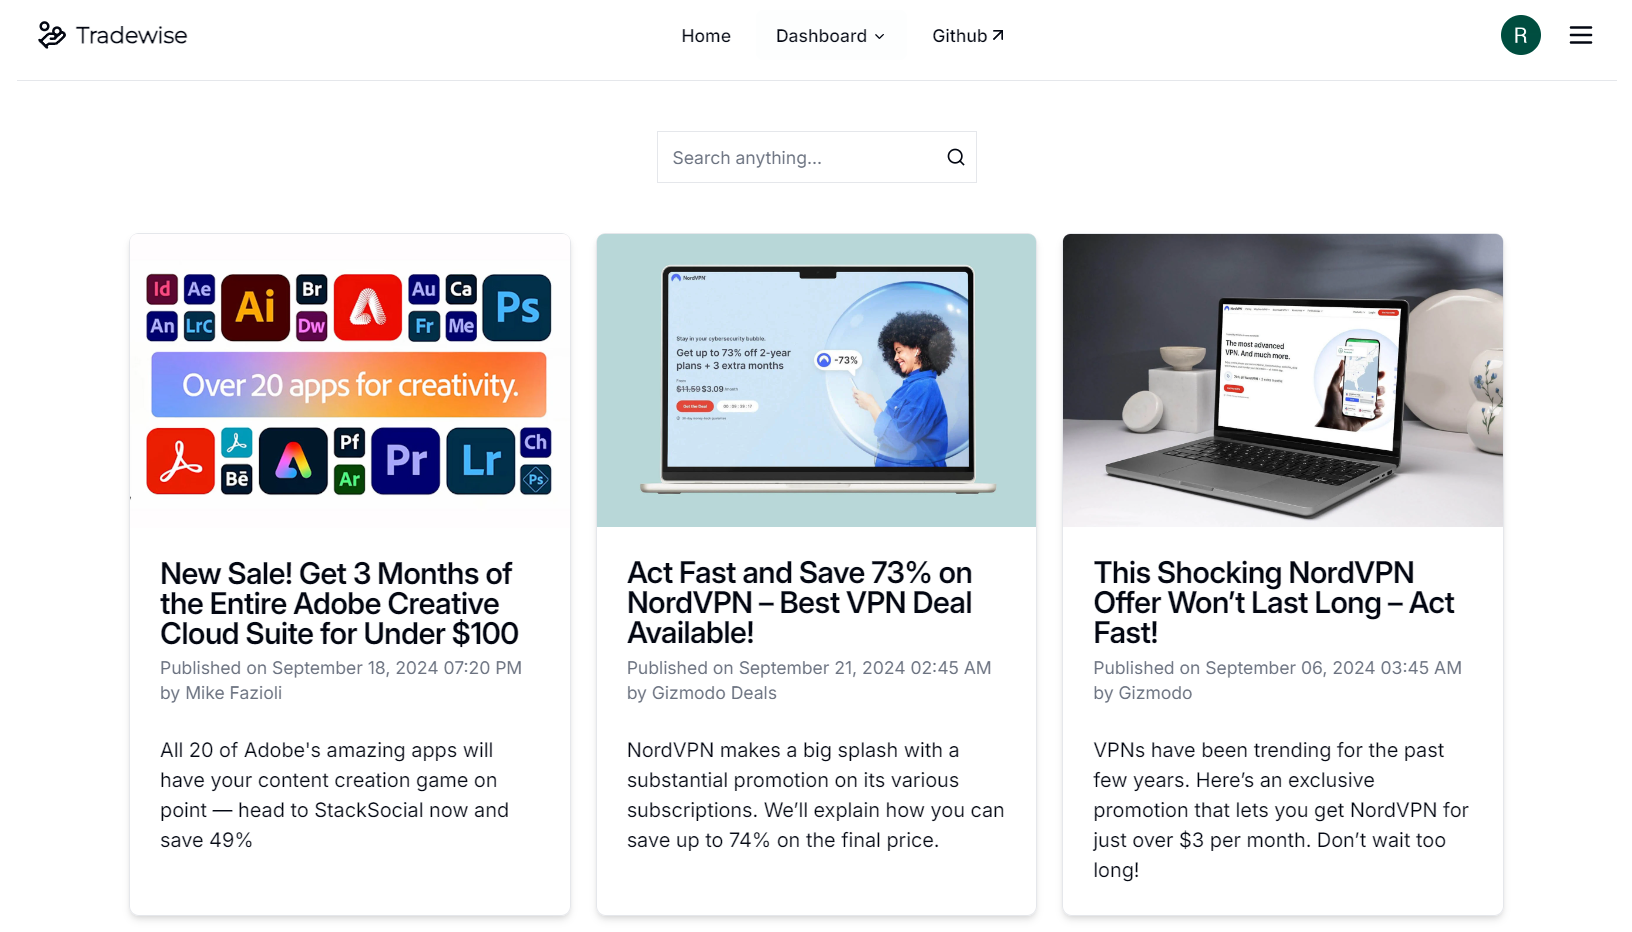 Tradewise
Home
Dashboard
Github
R
Search anything...
Id Ae Ai Br Au Ca Ps
An LrC Dw Fr Me
Over 20 apps for creativity.
Pf Pr Lr Ch
Bē Ar Ps
NordVPN
Stay in your cybersecurity bubble.
Get up to 73% off 2-year
plans + 3 extra months
-73%
$11.59 $3.09
Get the Deal
The most advanced
VPN. And much more.
New Sale! Get 3 Months of
the Entire Adobe Creative
Cloud Suite for Under $100
Published on September 18, 2024 07:20 PM
by Mike Fazioli
All 20 of Adobe's amazing apps will
have your content creation game on
point — head to StackSocial now and
save 49%
Act Fast and Save 73% on
NordVPN – Best VPN Deal
Available!
Published on September 21, 2024 02:45 AM
by Gizmodo Deals
NordVPN makes a big splash with a
substantial promotion on its various
subscriptions. We’ll explain how you can
save up to 74% on the final price.
This Shocking NordVPN
Offer Won’t Last Long – Act
Fast!
Published on September 06, 2024 03:45 AM
by Gizmodo
VPNs have been trending for the past
few years. Here’s an exclusive
promotion that lets you get NordVPN for
just over $3 per month. Don’t wait too
long!